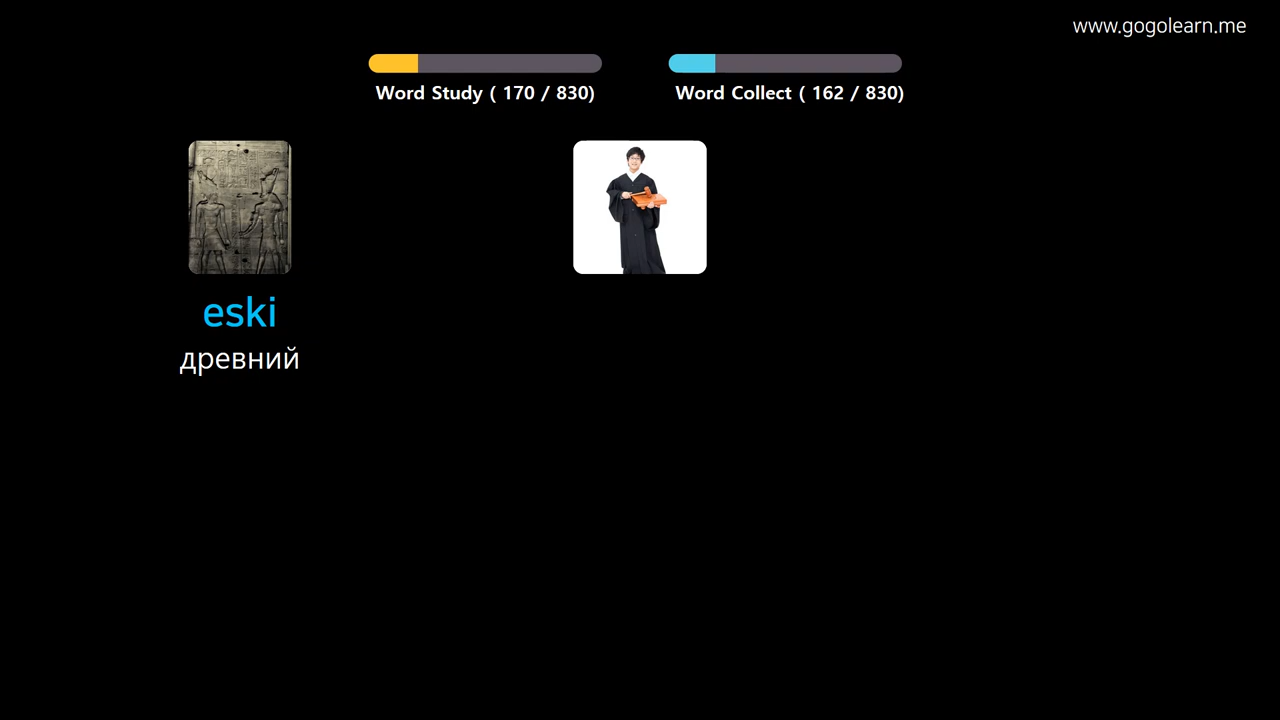 www.gogolearn.me
Word Study ( 170 / 830)
Word Collect ( 162 / 830)
eski
древний